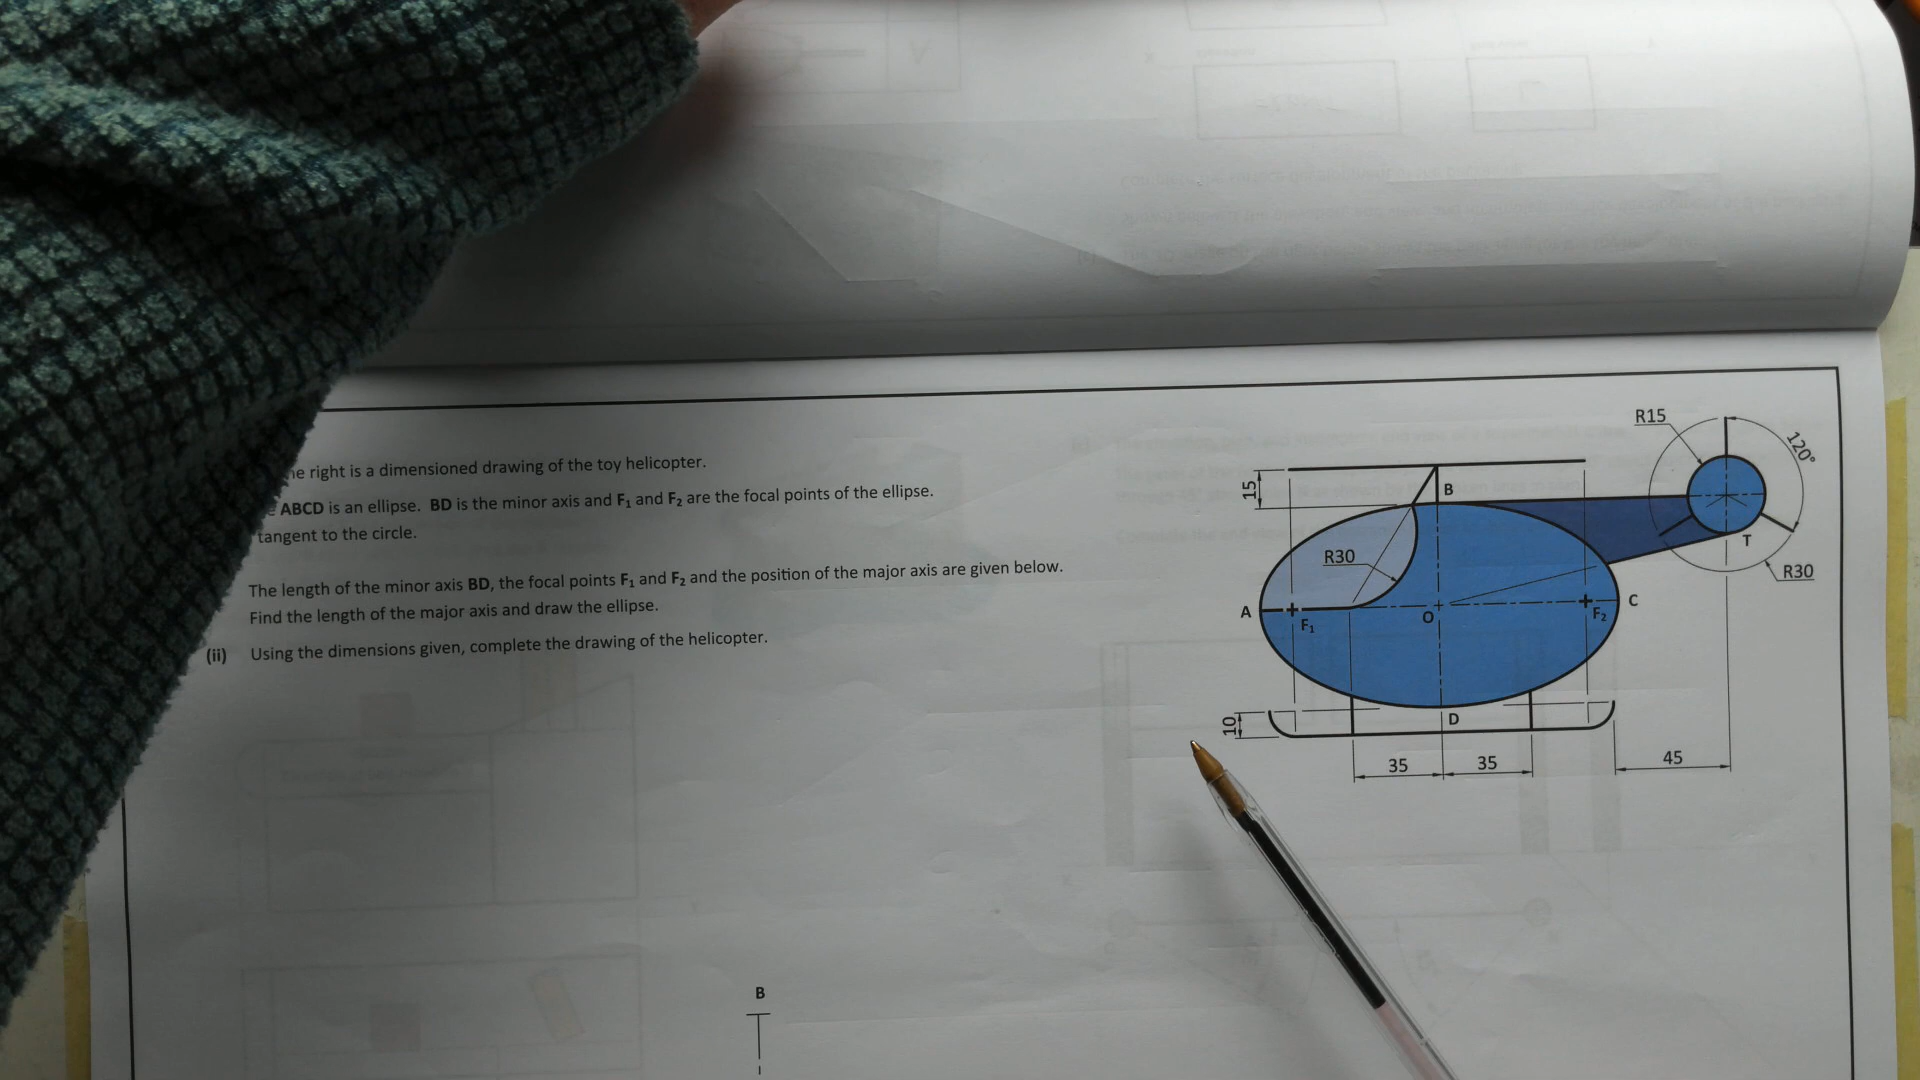 right is a dimensioned drawing of the toy helicopter.
ABCD is an ellipse. BD is the minor axis and F₁ and F₂ are the focal points of the ellipse.
tangent to the circle.
The length of the minor axis BD, the focal points F₁ and F₂ and the position of the major axis are given below.
Find the length of the major axis and draw the ellipse.
(ii) Using the dimensions given, complete the drawing of the helicopter.
R15
120°
15
B
R30
T
R30
A
F₁
O
F₂
C
10
D
35
35
45
B